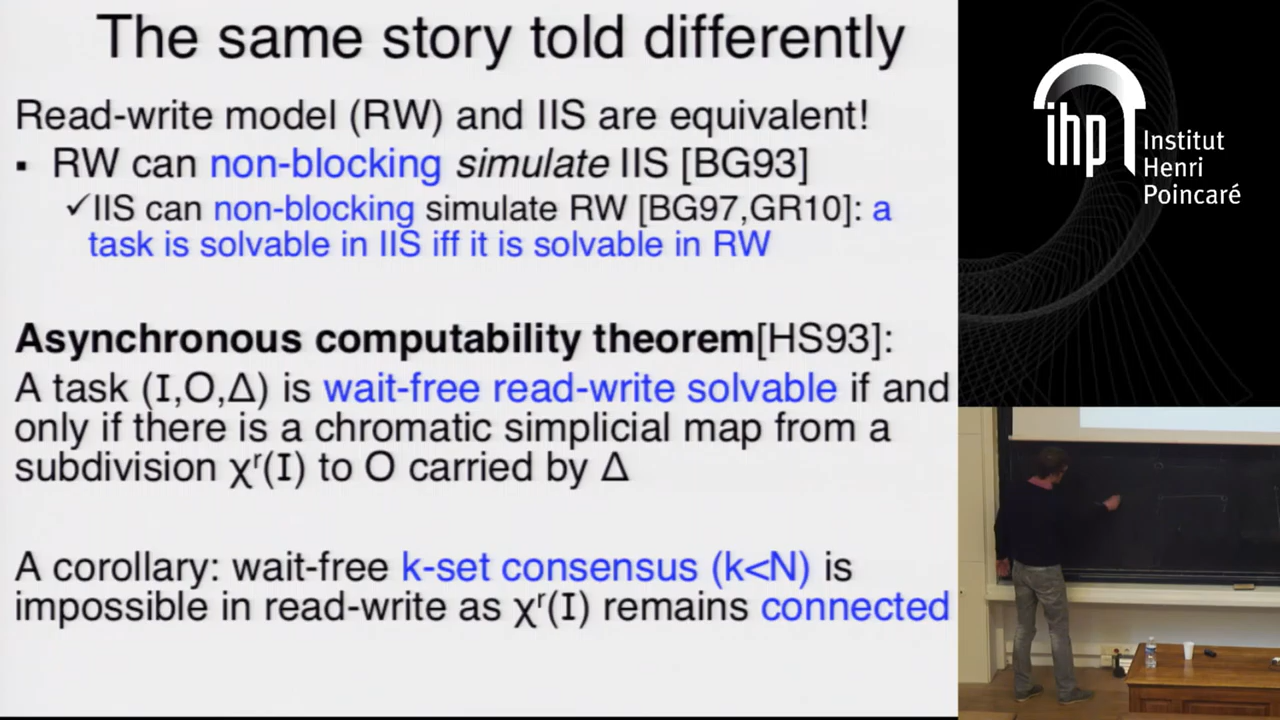 The same story told differently
Read-write model (RW) and IIS are equivalent!
▪ RW can non-blocking simulate IIS [BG93]
✓IIS can non-blocking simulate RW [BG97,GR10]: a
task is solvable in IIS iff it is solvable in RW
Asynchronous computability theorem[HS93]:
A task (I,O,Δ) is wait-free read-write solvable if and
only if there is a chromatic simplicial map from a
subdivision χʳ(I) to O carried by Δ
A corollary: wait-free k-set consensus (k<N) is
impossible in read-write as χʳ(I) remains connected
ihp
Institut
Henri
Poincaré